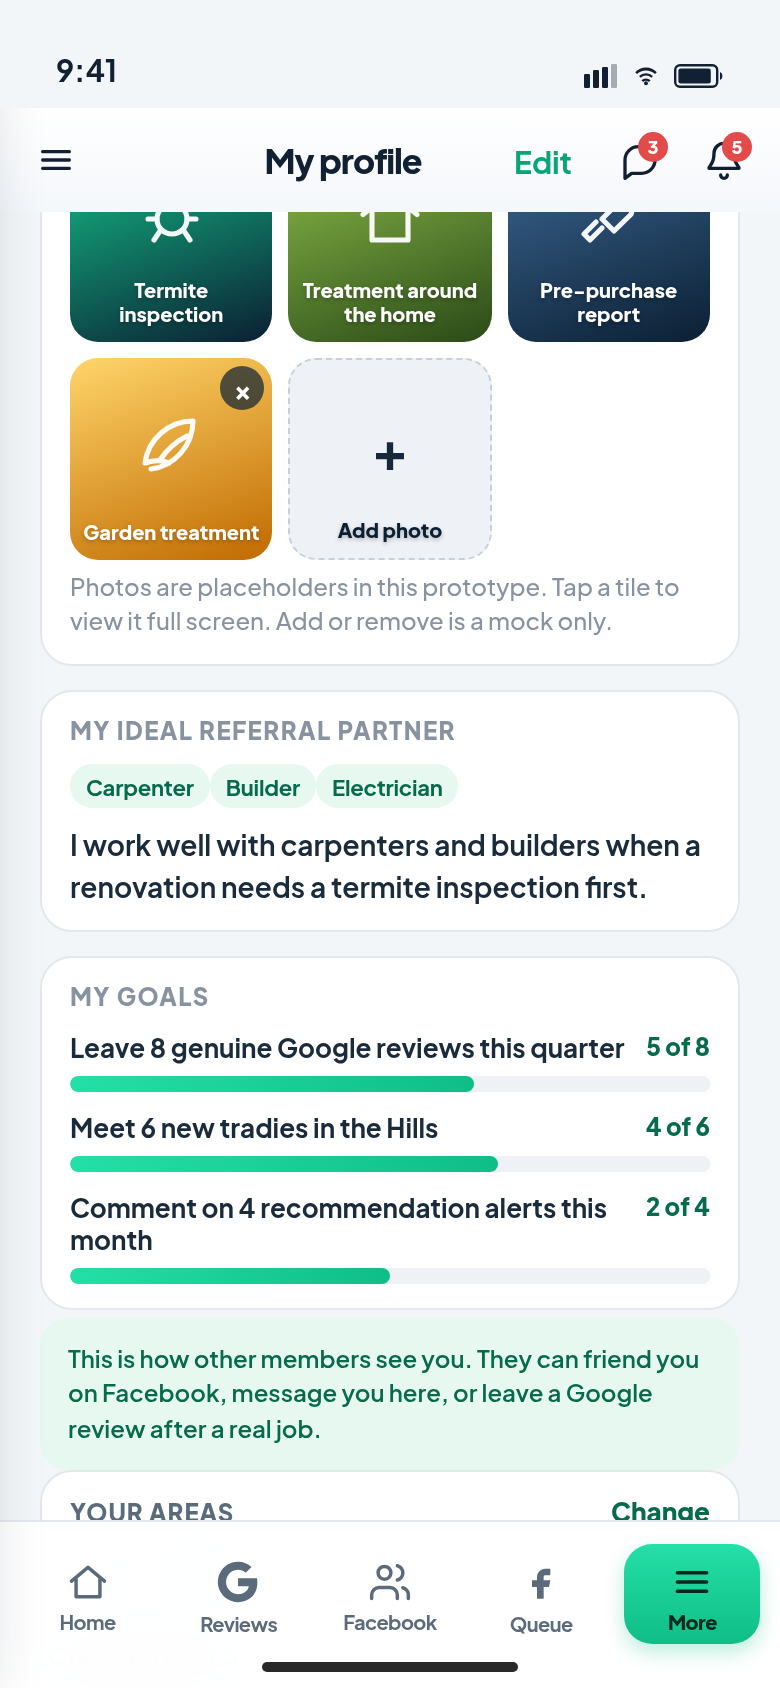 9:41
My profile
Edit
3
5
Termite
inspection
Treatment around
the home
Pre-purchase
report
Garden treatment
Add photo
Photos are placeholders in this prototype. Tap a tile to
view it full screen. Add or remove is a mock only.
MY IDEAL REFERRAL PARTNER
Carpenter Builder Electrician
I work well with carpenters and builders when a
renovation needs a termite inspection first.
MY GOALS
Leave 8 genuine Google reviews this quarter 5 of 8
Meet 6 new tradies in the Hills 4 of 6
Comment on 4 recommendation alerts this 2 of 4
month
This is how other members see you. They can friend you
on Facebook, message you here, or leave a Google
review after a real job.
YOUR AREAS Change
Home Reviews Facebook Queue More